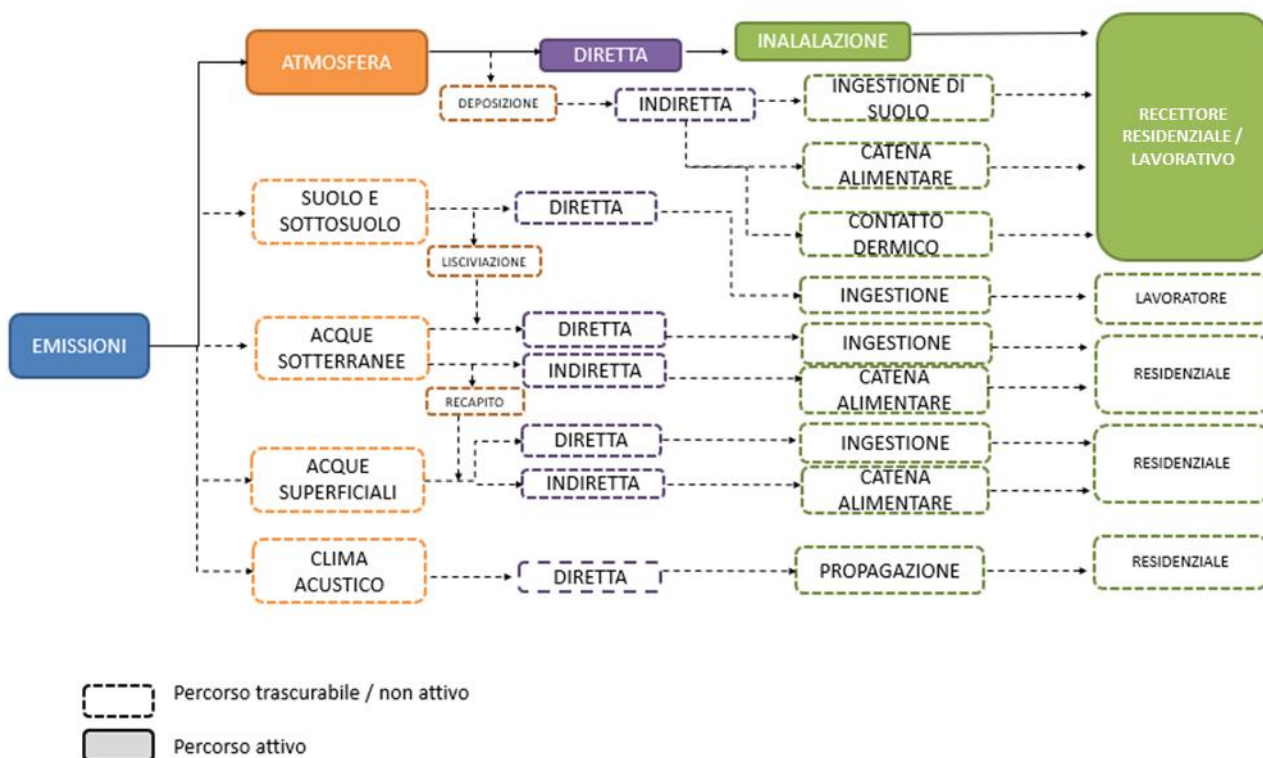 ATMOSFERA
DIRETTA
INALALAZIONE
RECETTORE
RESIDENZIALE /
LAVORATIVO
DEPOSIZIONE
INDIRETTA
INGESTIONE DI
SUOLO
CATENA
ALIMENTARE
SUOLO E
SOTTOSUOLO
DIRETTA
CONTATTO
DERMICO
LISCIVIAZIONE
INGESTIONE
LAVORATORE
EMISSIONI
ACQUE
SOTTERRANEE
DIRETTA
INGESTIONE
INDIRETTA
CATENA
ALIMENTARE
RESIDENZIALE
RECAPITO
ACQUE
SUPERFICIALI
DIRETTA
INGESTIONE
INDIRETTA
CATENA
ALIMENTARE
RESIDENZIALE
CLIMA
ACUSTICO
DIRETTA
PROPAGAZIONE
RESIDENZIALE
Percorso trascurabile / non attivo
Percorso attivo